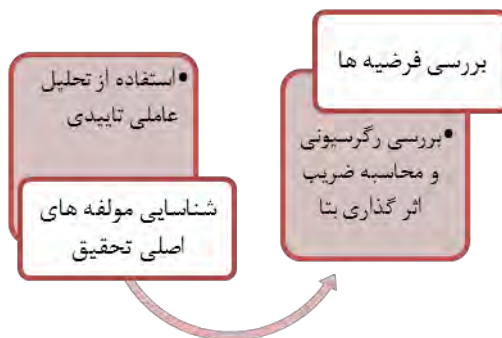 •استفاده از تحلیل
عاملی تاییدی
شناسایی مولفه های
اصلی تحقیق
بررسی فرضیه ها
•بررسی رگرسیونی
و محاسبه ضریب
اثر گذاری بتا